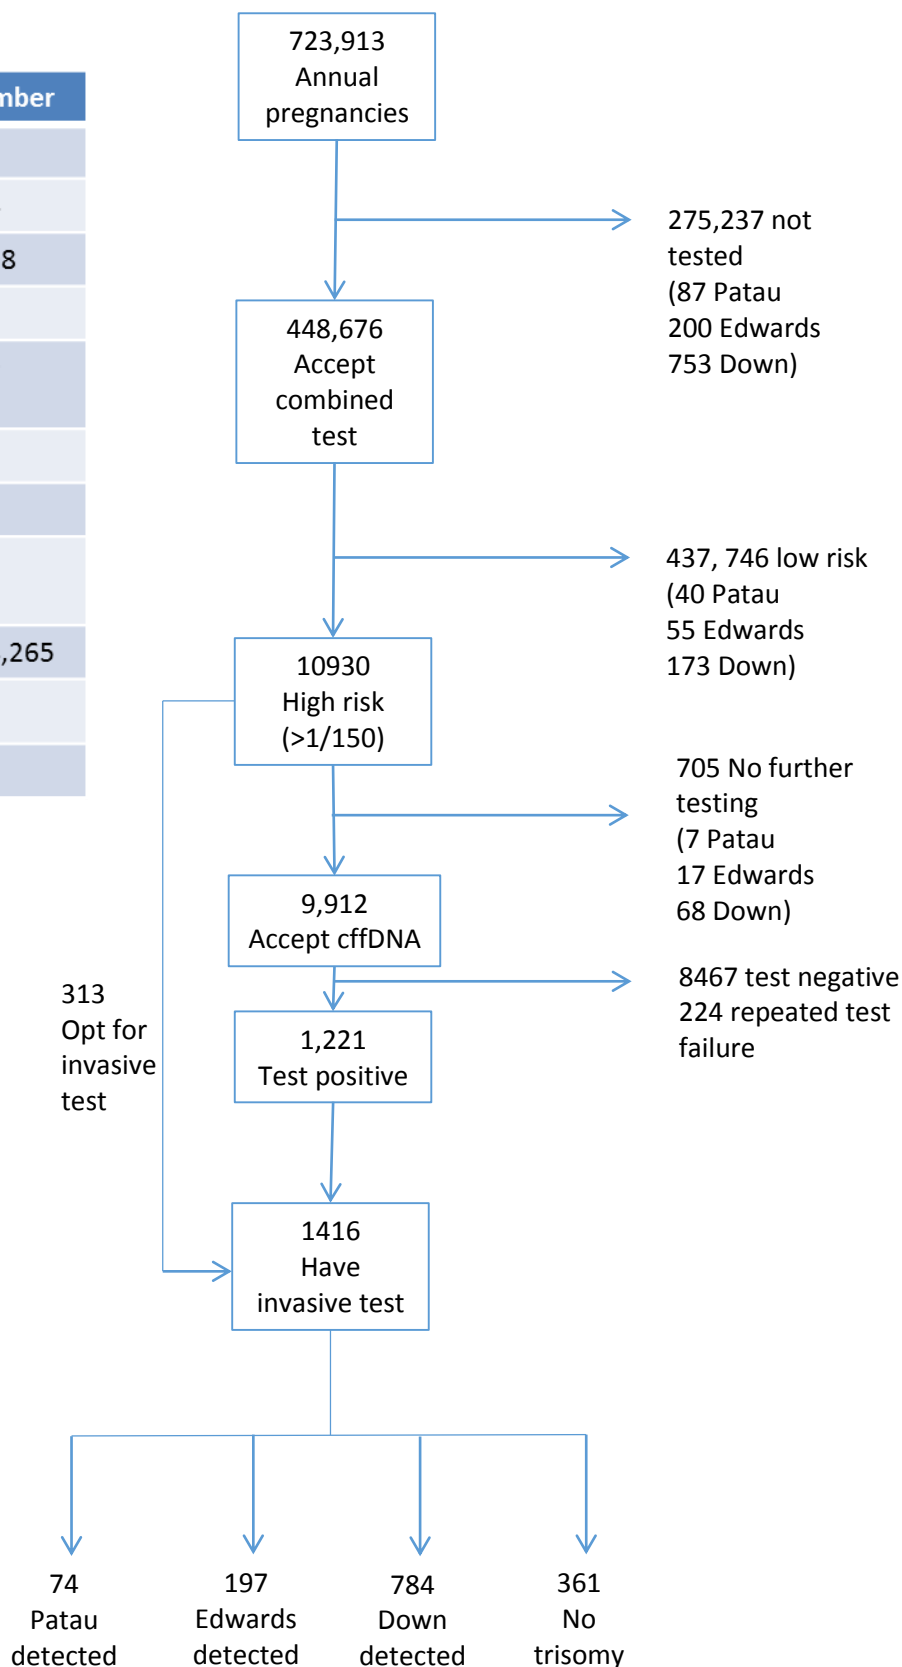 723,913
Annual
pregnancies
275,237 not
tested
(87 Patau
200 Edwards
753 Down)
448,676
Accept
combined
test
437, 746 low risk
(40 Patau
55 Edwards
173 Down)
10930
High risk
(>1/150)
705 No further
testing
(7 Patau
17 Edwards
68 Down)
9,912
Accept cffDNA
8467 test negative
224 repeated test
failure
313
Opt for
invasive
test
1,221
Test positive
1416
Have
invasive test
74
Patau
detected
197
Edwards
detected
784
Down
detected
361
No
trisomy
8
,265